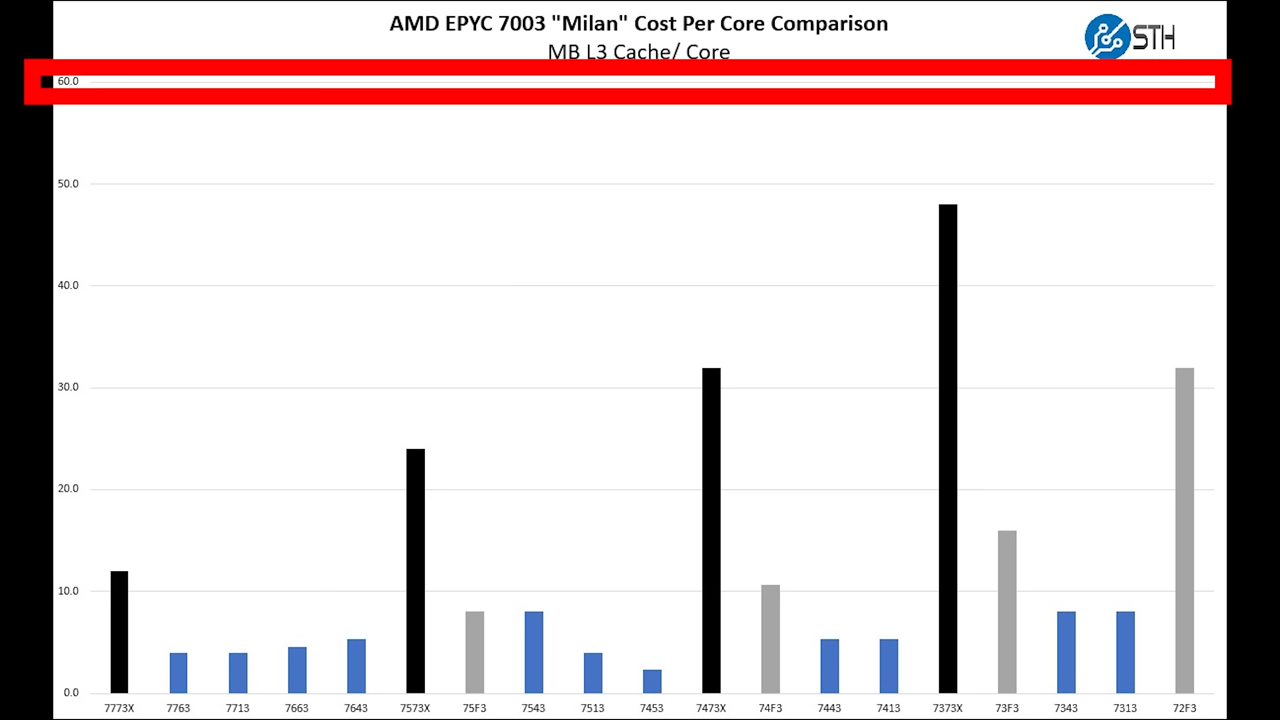 AMD EPYC 7003 "Milan" Cost Per Core Comparison
MB L3 Cache/ Core
STH
60.0
50.0
40.0
30.0
20.0
10.0
0.0
7773X 7763 7713 7663 7643 7573X 75F3 7543 7513 7453 7473X 74F3 7443 7413 7373X 73F3 7343 7313 72F3